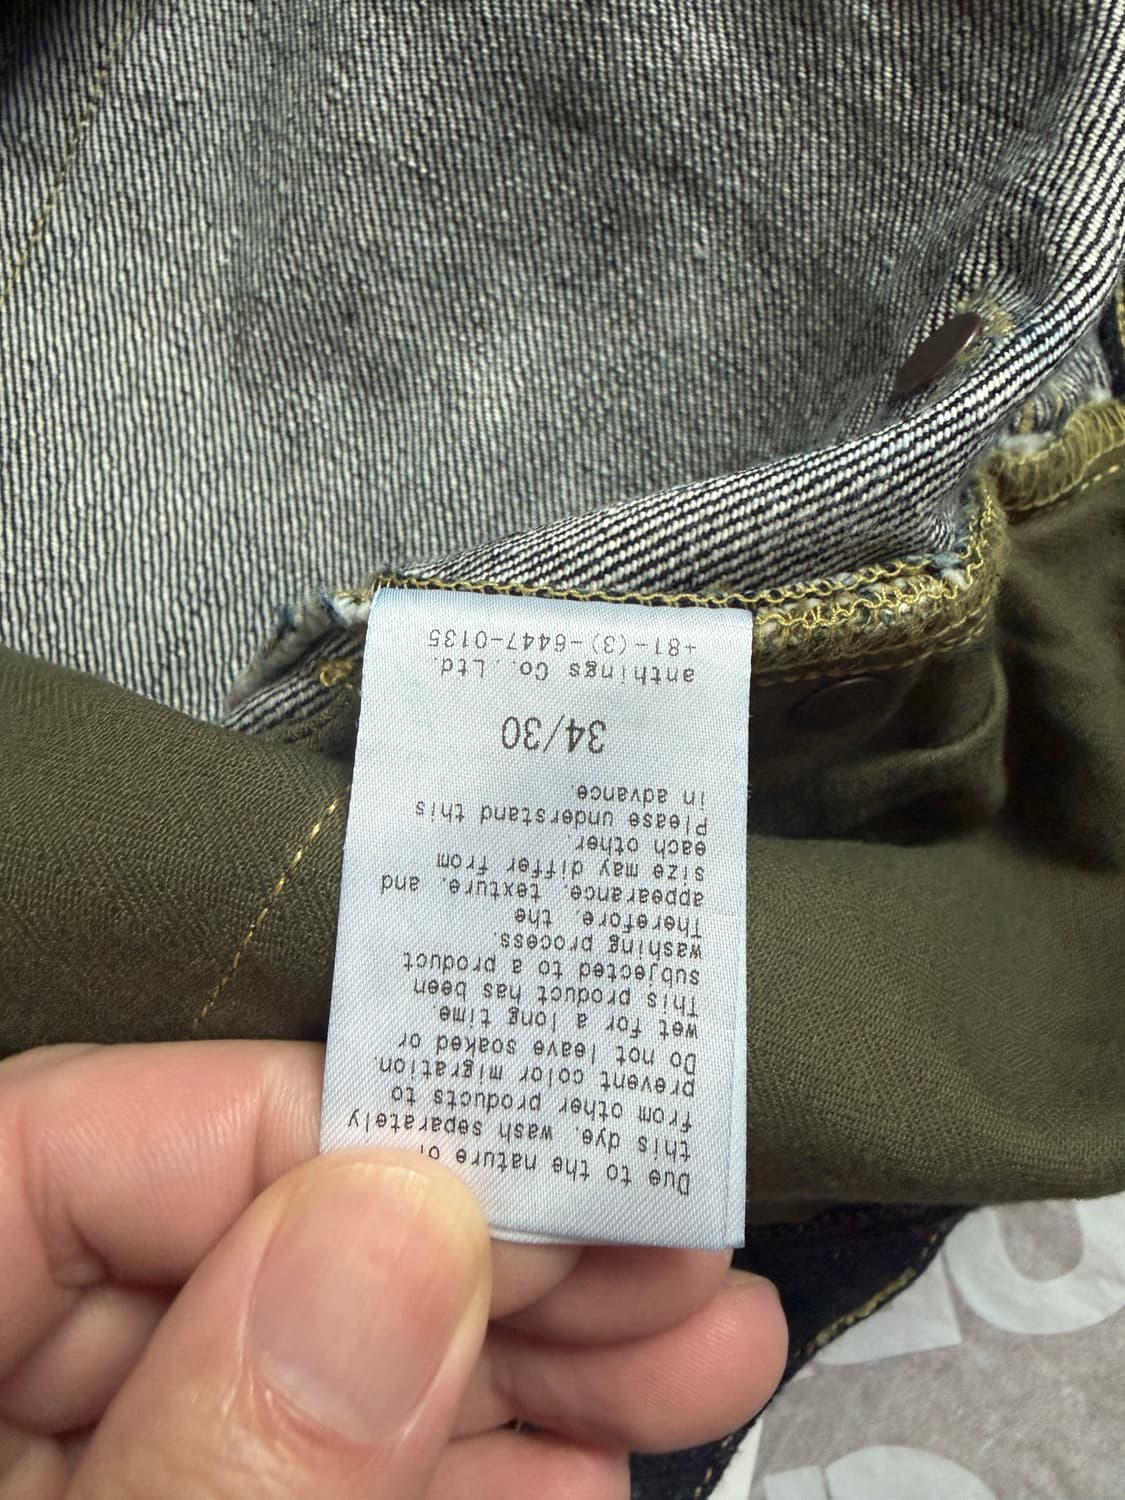 Due to the nature of
this dye, wash separately
from other products to
prevent color migration.
Do not leave soaked or
wet for a long time
This product has been
subjected to a product
washing process.
Therefore, the
appearance, texture, and
size may differ from
each other.
Please understand this
in advance.
34/30
anthings Co., Ltd.
+81-(3)-6447-0135